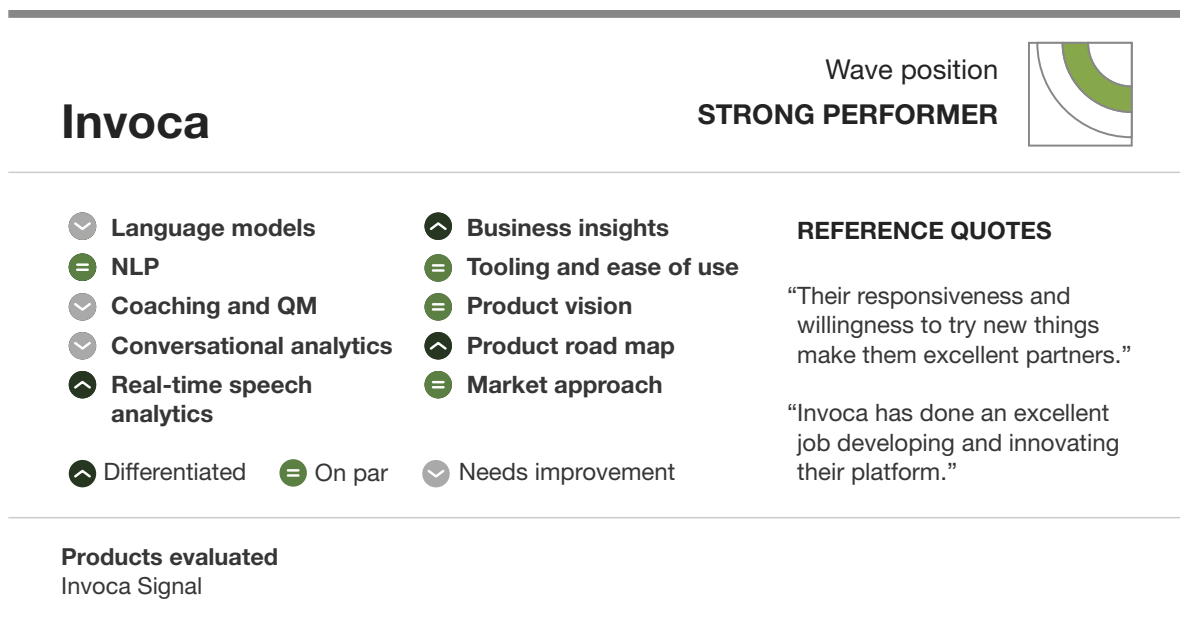 Invoca
Wave position
STRONG PERFORMER
Language models
NLP
Coaching and QM
Conversational analytics
Real-time speech
analytics
Business insights
Tooling and ease of use
Product vision
Product road map
Market approach
Differentiated
On par
Needs improvement
REFERENCE QUOTES
“Their responsiveness and
willingness to try new things
make them excellent partners.”
“Invoca has done an excellent
job developing and innovating
their platform.”
Products evaluated
Invoca Signal